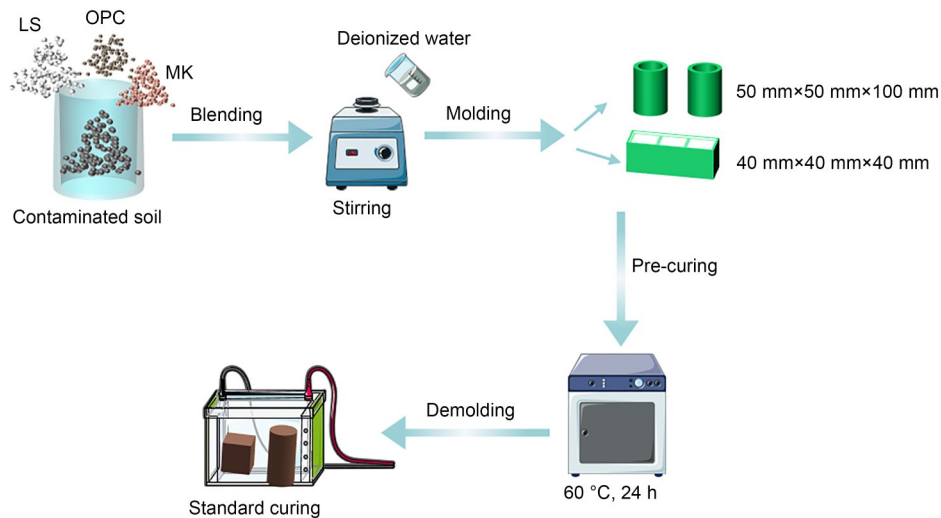 LS
OPC
MK
Contaminated soil
Blending
Deionized water
Stirring
Molding
50 mm×50 mm×100 mm
40 mm×40 mm×40 mm
Pre-curing
60 °C, 24 h
Demolding
Standard curing